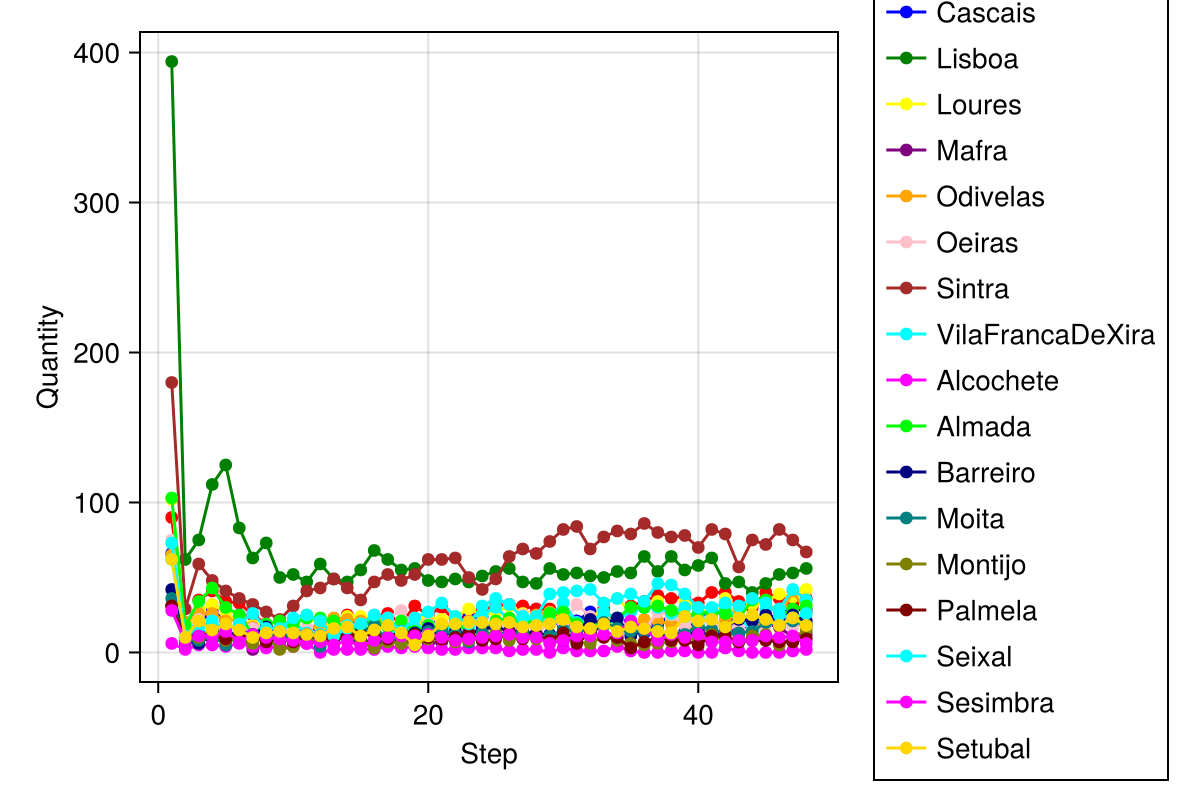 400
300
200
100
0
Quantity
0 20 40
Step
Cascais
Lisboa
Loures
Mafra
Odivelas
Oeiras
Sintra
VilaFrancaDeXira
Alcochete
Almada
Barreiro
Moita
Montijo
Palmela
Seixal
Sesimbra
Setubal